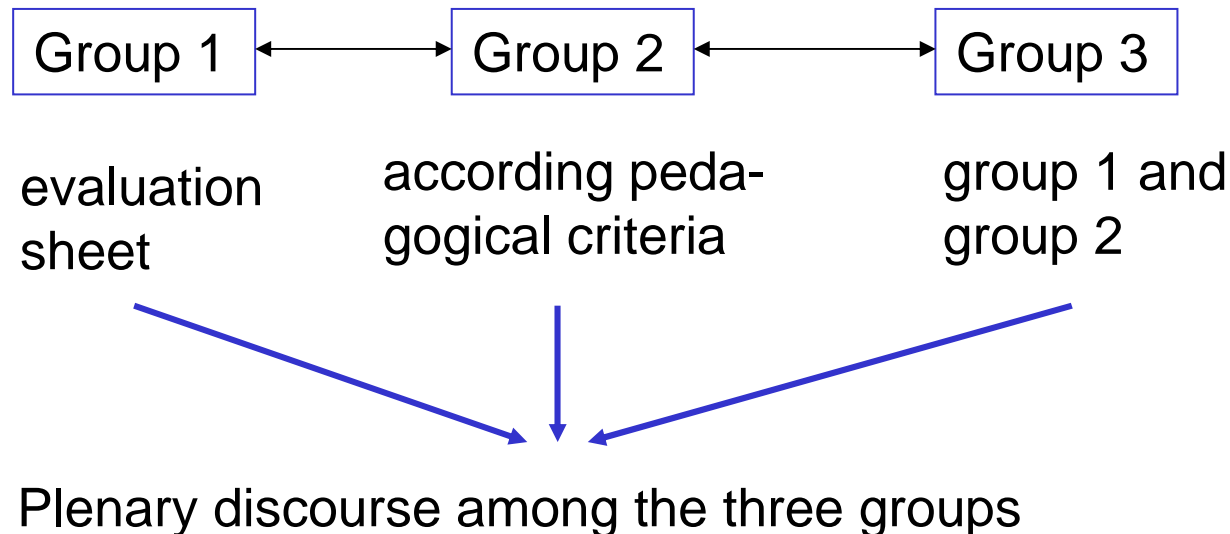 Group 1
Group 2
Group 3
evaluation
sheet
according peda-
gogical criteria
group 1 and
group 2
Plenary discourse among the three groups